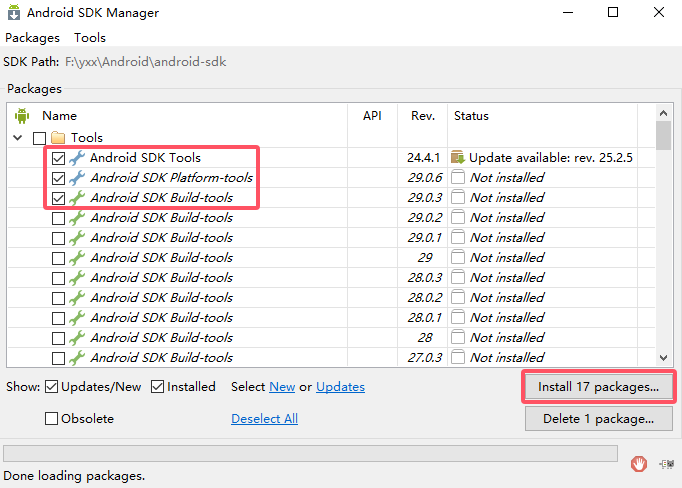 Android SDK Manager
Packages Tools
SDK Path: F:\yxx\Android\android-sdk
Packages
Name API Rev. Status
Tools
Android SDK Tools 24.4.1 Update available: rev. 25.2.5
Android SDK Platform-tools 29.0.6 Not installed
Android SDK Build-tools 29.0.3 Not installed
Android SDK Build-tools 29.0.2 Not installed
Android SDK Build-tools 29.0.1 Not installed
Android SDK Build-tools 29 Not installed
Android SDK Build-tools 28.0.3 Not installed
Android SDK Build-tools 28.0.2 Not installed
Android SDK Build-tools 28.0.1 Not installed
Android SDK Build-tools 28 Not installed
Android SDK Build-tools 27.0.3 Not installed
Show: Updates/New Installed Select New or Updates Install 17 packages...
Obsolete Deselect All Delete 1 package...
Done loading packages.